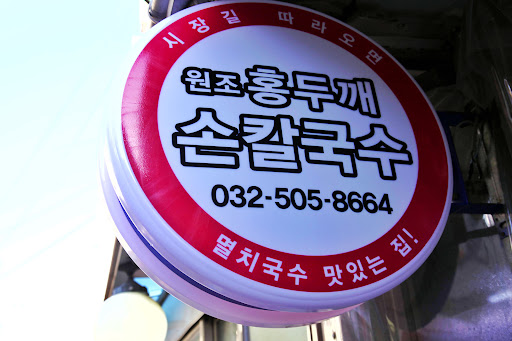 시장길 따라오면
원조 홍두깨
손칼국수
032-505-8664
멸치국수 맛있는 집!